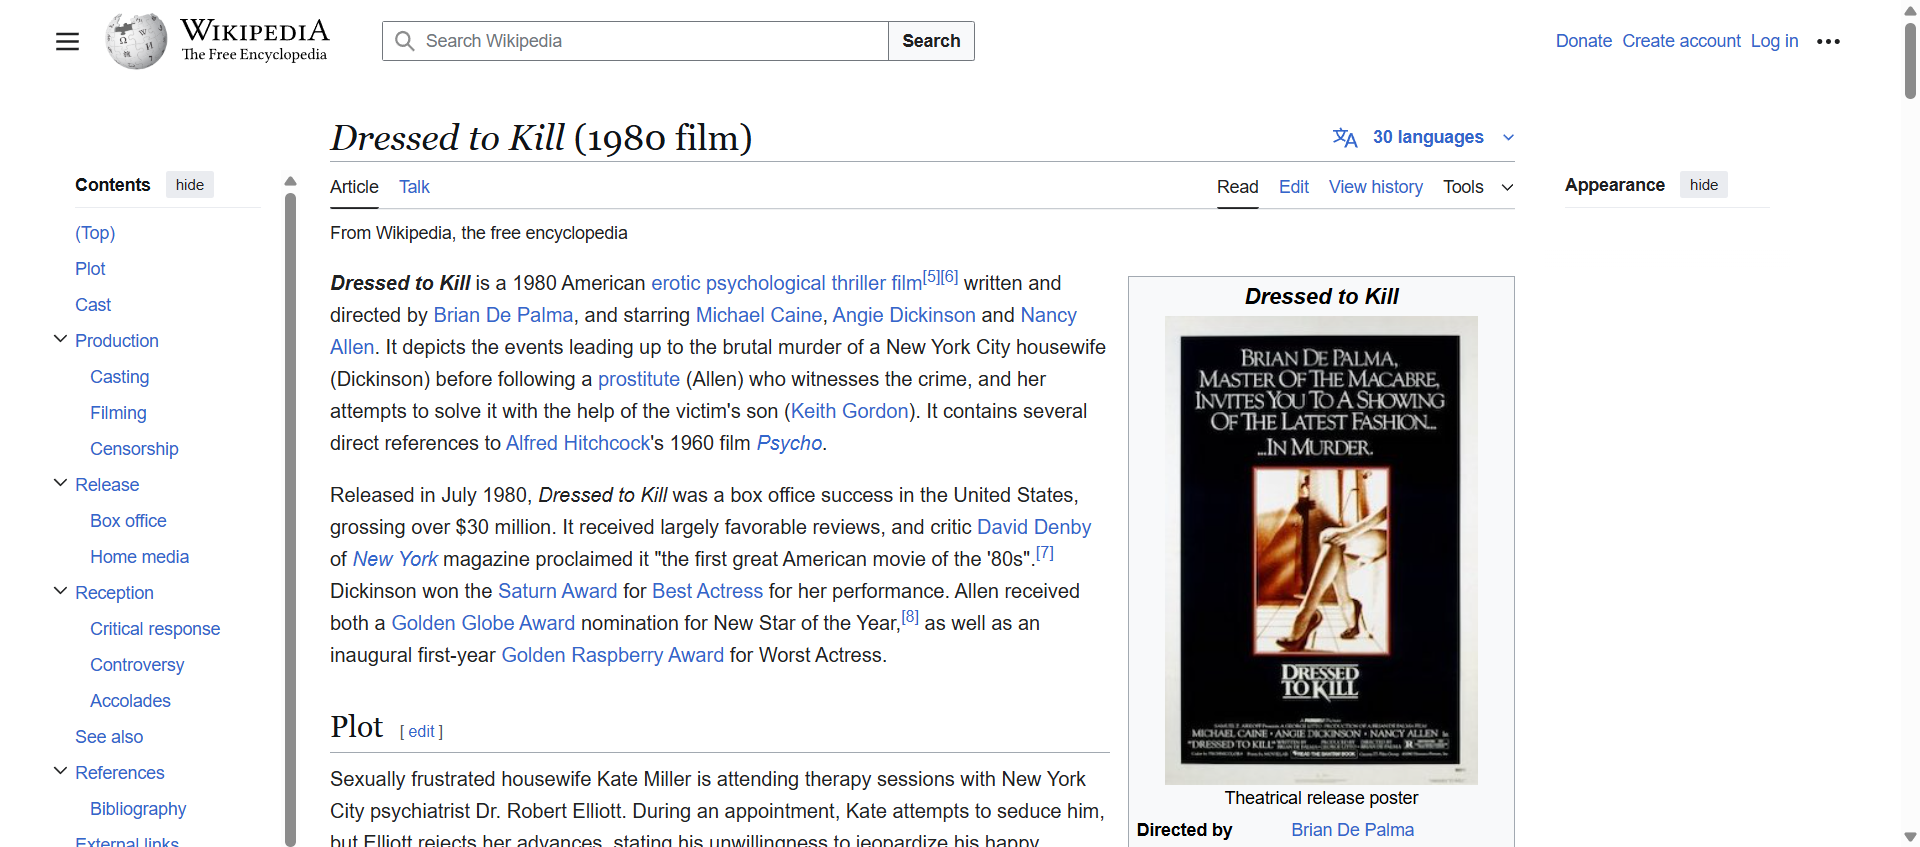 WIKIPEDIA
The Free Encyclopedia
Search Wikipedia
Search
Donate Create account Log in
Dressed to Kill (1980 film)
30 languages
Contents hide
(Top)
Plot
Cast
Production
Casting
Filming
Censorship
Release
Box office
Home media
Reception
Critical response
Controversy
Accolades
See also
References
Bibliography
External links
Article Talk
Read Edit View history Tools
Appearance hide
From Wikipedia, the free encyclopedia
Dressed to Kill is a 1980 American erotic psychological thriller film[5][6] written and
directed by Brian De Palma, and starring Michael Caine, Angie Dickinson and Nancy
Allen. It depicts the events leading up to the brutal murder of a New York City housewife
(Dickinson) before following a prostitute (Allen) who witnesses the crime, and her
attempts to solve it with the help of the victim's son (Keith Gordon). It contains several
direct references to Alfred Hitchcock's 1960 film Psycho.
Released in July 1980, Dressed to Kill was a box office success in the United States,
grossing over $30 million. It received largely favorable reviews, and critic David Denby
of New York magazine proclaimed it "the first great American movie of the '80s".[7]
Dickinson won the Saturn Award for Best Actress for her performance. Allen received
both a Golden Globe Award nomination for New Star of the Year,[8] as well as an
inaugural first-year Golden Raspberry Award for Worst Actress.
Plot [ edit ]
Sexually frustrated housewife Kate Miller is attending therapy sessions with New York
City psychiatrist Dr. Robert Elliott. During an appointment, Kate attempts to seduce him,
but Elliott rejects her advances, stating his unwillingness to jeopardize his happy
Dressed to Kill
BRIAN DE PALMA,
MASTER OF THE MACABRE,
INVITES YOU TO A SHOWING
OF THE LATEST FASHION...
...IN MURDER.
DRESSED
TO KILL
MICHAEL CAINE • ANGIE DICKINSON • NANCY ALLEN in
"DRESSED TO KILL"
Theatrical release poster
Directed by Brian De Palma